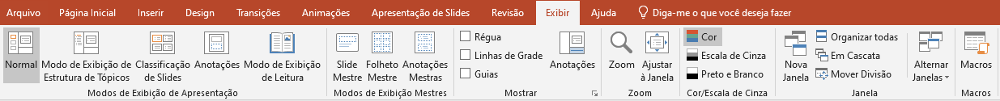 Arquivo Página Inicial Inserir Design Transições Animações Apresentação de Slides Revisão Exibir Ajuda Diga-me o que você deseja fazer
Normal
Modo de Exibição de
Estrutura de Tópicos
Classificação
de Slides
Anotações
Modo de Exibição
de Leitura
Modos de Exibição de Apresentação
Slide
Mestre
Folheto
Mestre
Anotações
Mestras
Modos de Exibição Mestres
Régua
Linhas de Grade
Guias
Anotações
Mostrar
Zoom
Ajustar
à Janela
Zoom
Cor
Escala de Cinza
Preto e Branco
Cor/Escala de Cinza
Nova
Janela
Organizar todas
Em Cascata
Mover Divisão
Alternar
Janelas
Janela
Macros
Macros